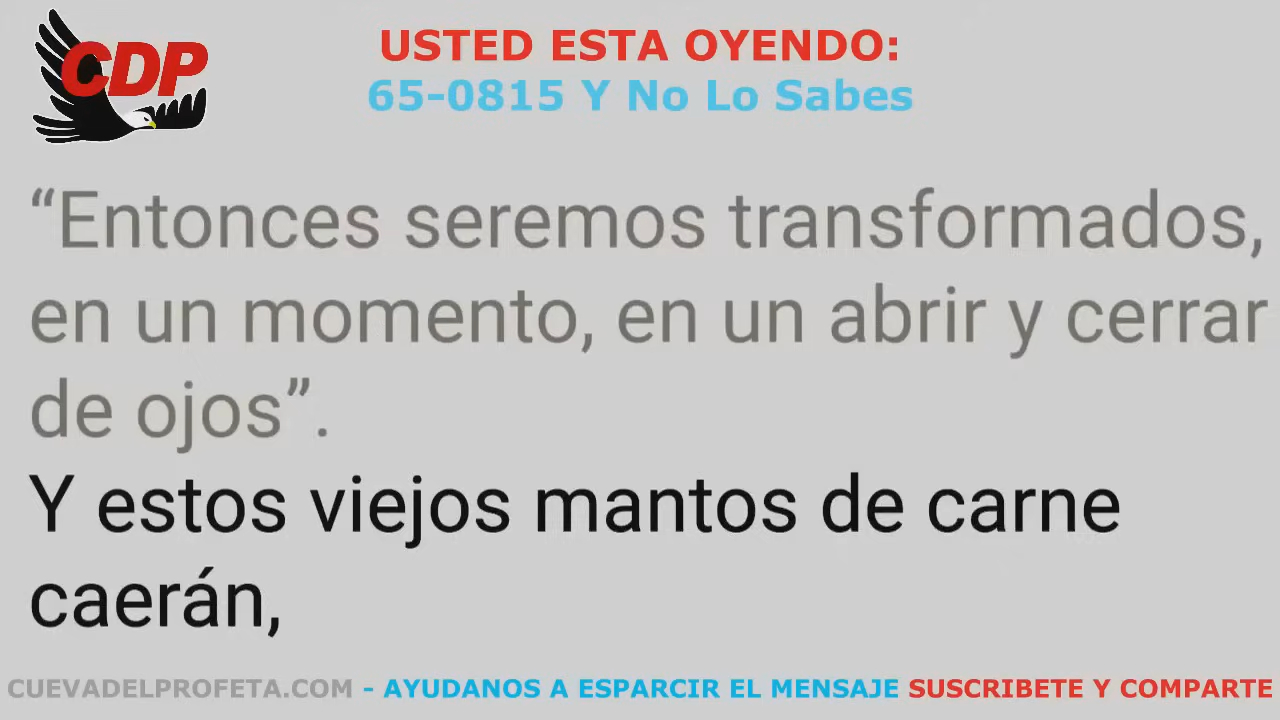 CDP
USTED ESTA OYENDO:
65-0815 Y No Lo Sabes
“Entonces seremos transformados,
en un momento, en un abrir y cerrar
de ojos”.
Y estos viejos mantos de carne
caerán,
CUEVADELPROFETA.COM - AYUDANOS A ESPARCIR EL MENSAJE SUSCRIBETE Y COMPARTE